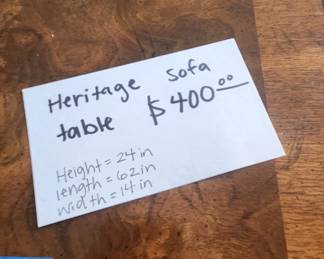 Heritage Sofa
table $400.00
Height = 24 in
length = 62 in
width = 14 in